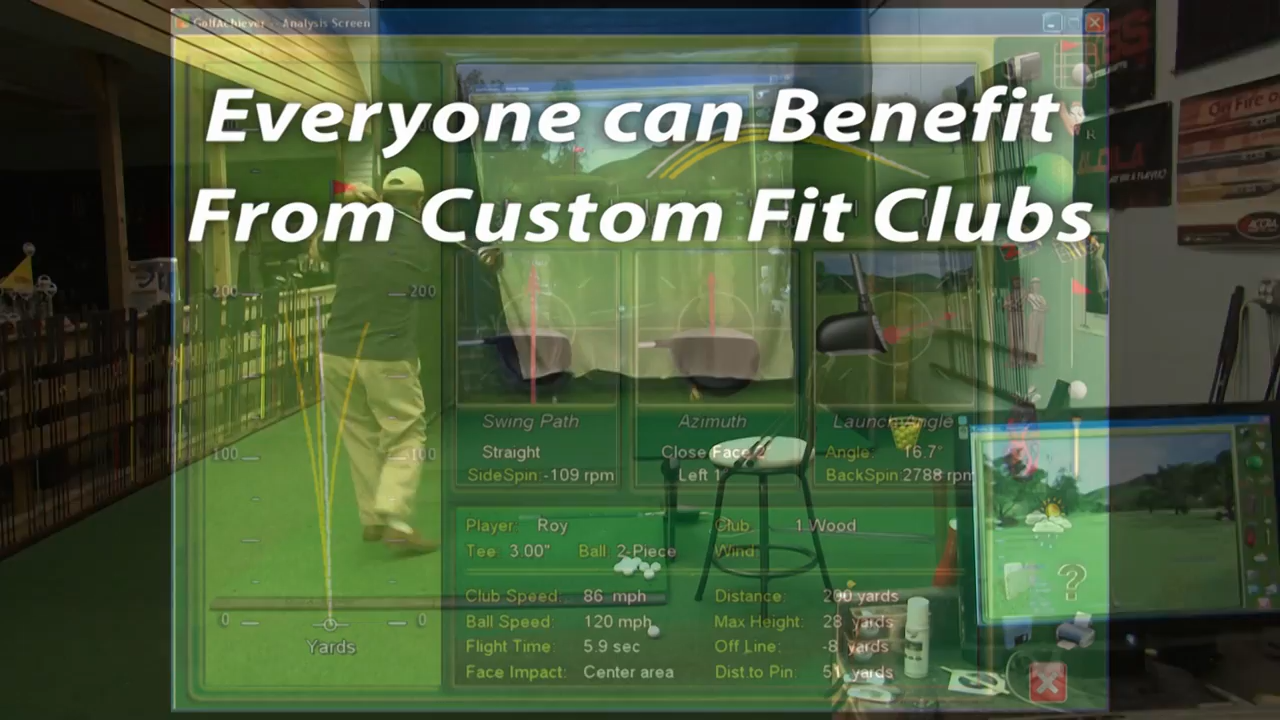 GolfAchiever - Analysis Screen
Everyone can Benefit
From Custom Fit Clubs
200 200
100 100
0 0
Yards
Swing Path
Straight
SideSpin: -109 rpm
Azimuth
Close Face 2°
Left 1°
Launch Angle
Angle: 16.7°
BackSpin: 2788 rpm
Player: Roy
Club: 1 Wood
Tee: 3.00" Ball: 2-Piece
Wind
Club Speed: 86 mph
Ball Speed: 120 mph
Flight Time: 5.9 sec
Face Impact: Center area
Distance: 200 yards
Max Height: 28 yards
Off Line: -8 yards
Dist.to Pin: 51 yards